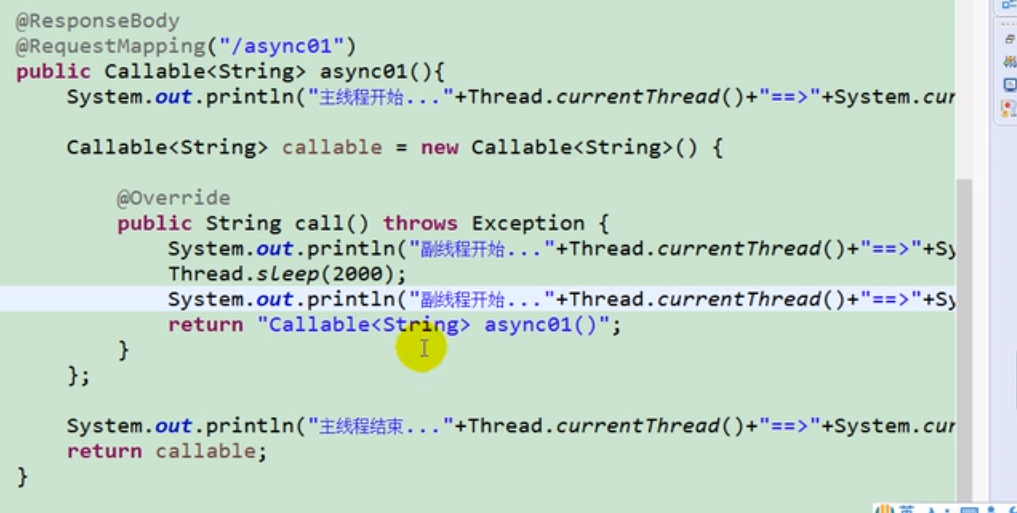 @ResponseBody
@RequestMapping("/async01")
public Callable<String> async01(){
System.out.println("主线程开始..."+Thread.currentThread()+"==>"+System.cur
Callable<String> callable = new Callable<String>() {
@Override
public String call() throws Exception {
System.out.println("副线程开始..."+Thread.currentThread()+"==>"+Sy
Thread.sleep(2000);
System.out.println("副线程开始..."+Thread.currentThread()+"==>"+Sy
return "Callable<String> async01()";
}
};
System.out.println("主线程结束..."+Thread.currentThread()+"==>"+System.cur
return callable;
}
英